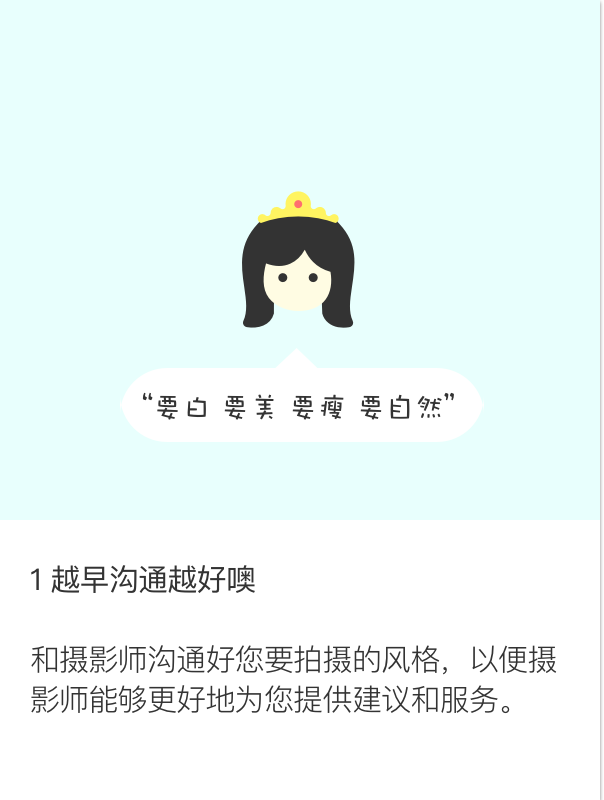 “要白 要美 要瘦 要自然”
1 越早沟通越好噢
和摄影师沟通好您要拍摄的风格，以便摄
影师能够更好地为您提供建议和服务。